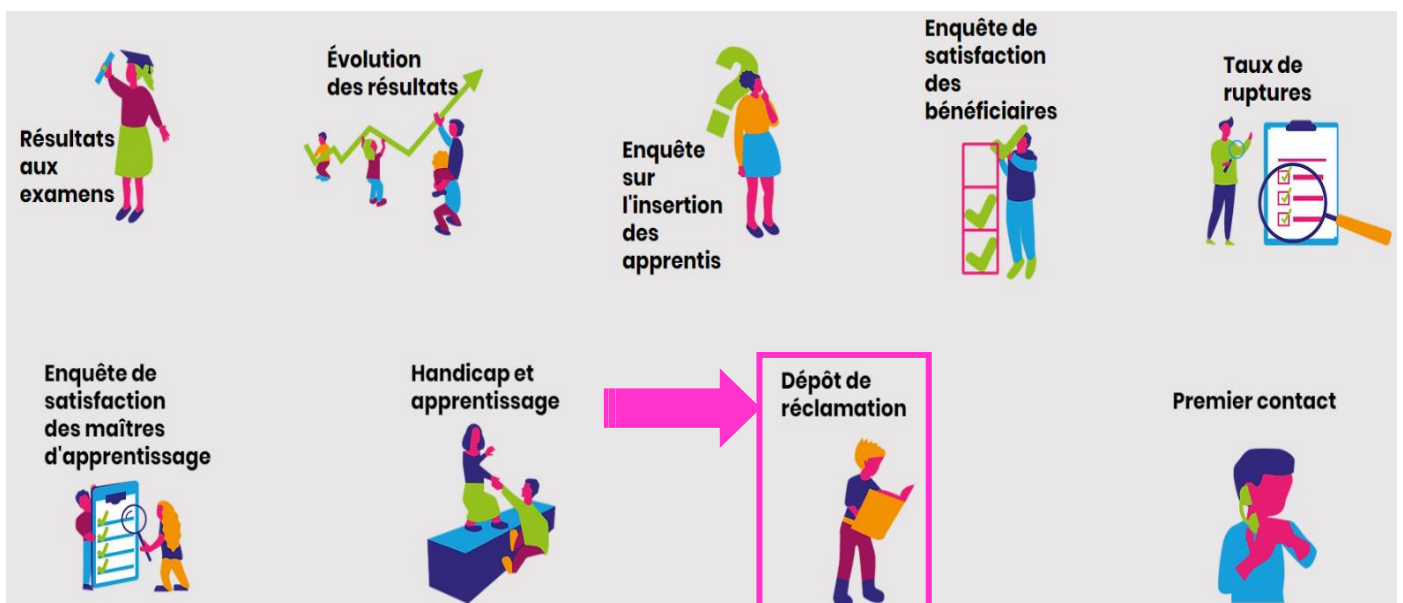 Résultats
aux
examens
Évolution
des résultats
Enquête
sur
l'insertion
des
apprentis
Enquête de
satisfaction
des
bénéficiaires
Taux de
ruptures
Enquête de
satisfaction
des maîtres
d'apprentissage
Handicap et
apprentissage
Dépôt de
réclamation
Premier contact